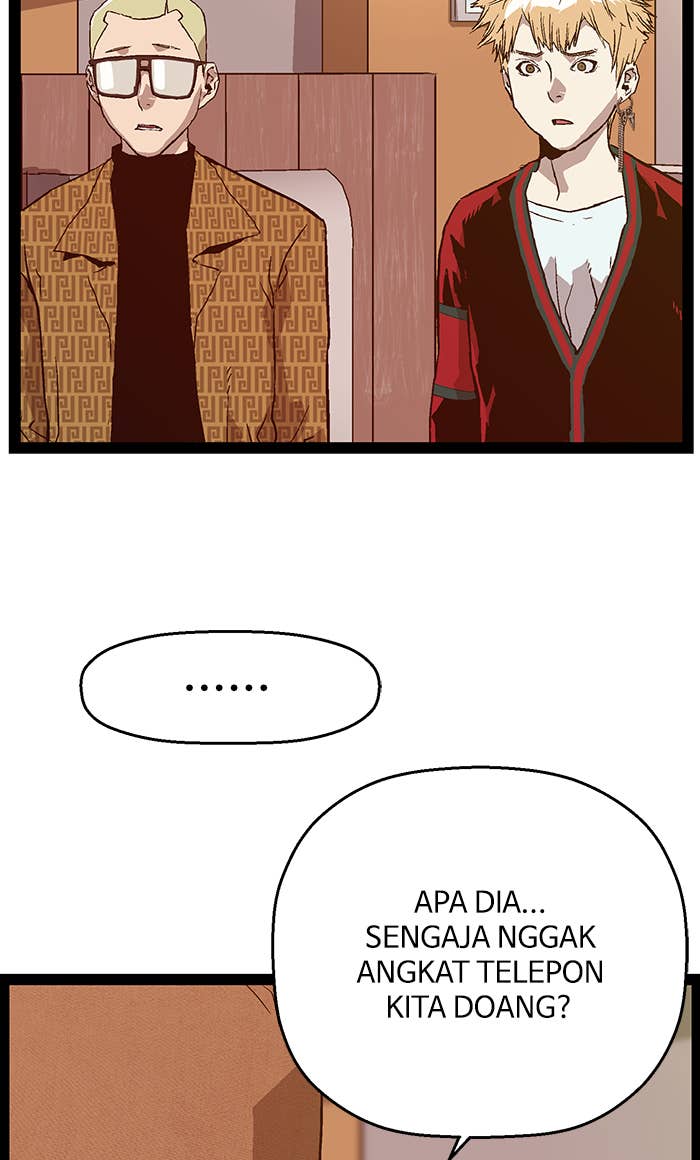 ......
APA DIA...
SENGAJA NGGAK
ANGKAT TELEPON
KITA DOANG?